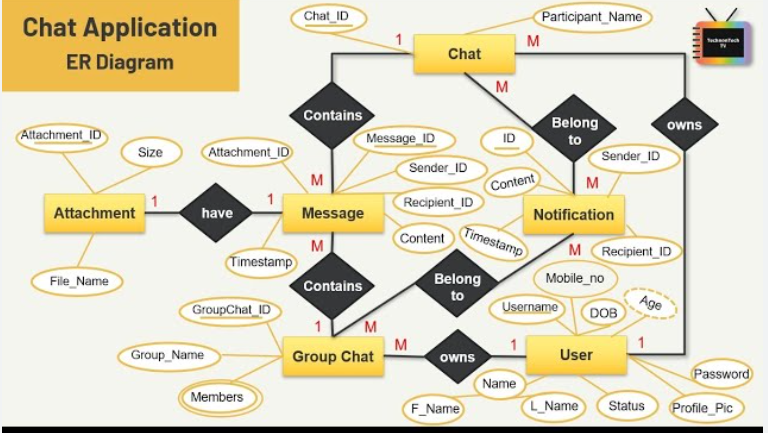 Chat Application
ER Diagram
Chat_ID
Participant_Name
TechnonTech
TV
1
Chat
M
M
Contains
Belong
to
owns
Attachment_ID
Size
Attachment_ID
Message_ID
ID
Sender_ID
Sender_ID
M
Content
M
Attachment
1
have
1
Message
Recipient_ID
Notification
Content
Timestamp
Recipient_ID
M
M
Timestamp
File_Name
Contains
Belong
to
Mobile_no
GroupChat_ID
Username
DOB
Age
1
M
Group_Name
Group Chat
M
owns
1
User
1
Members
Name
Password
F_Name
L_Name
Status
Profile_Pic